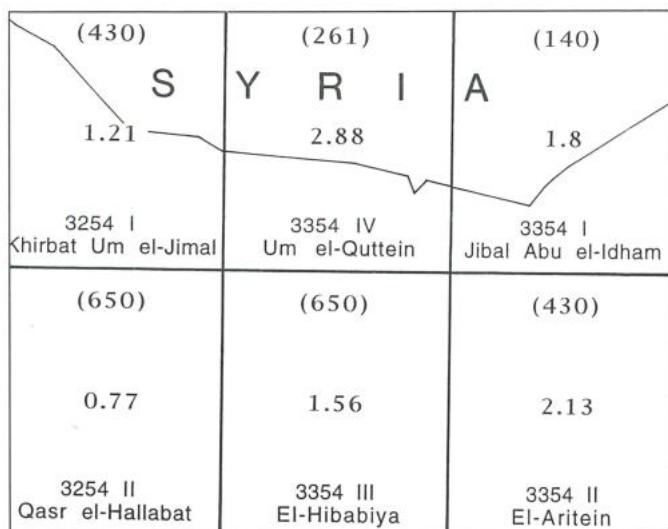 (430) (261) (140)
S Y R I A
1.21 2.88 1.8
3254 I 3354 IV 3354 I
Khirbat Um el-Jimal Um el-Quttein Jibal Abu el-Idham
(650) (650) (430)
0.77 1.56 2.13
3254 II 3354 III 3354 II
Qasr el-Hallabat El-Hibabiya El-Aritein